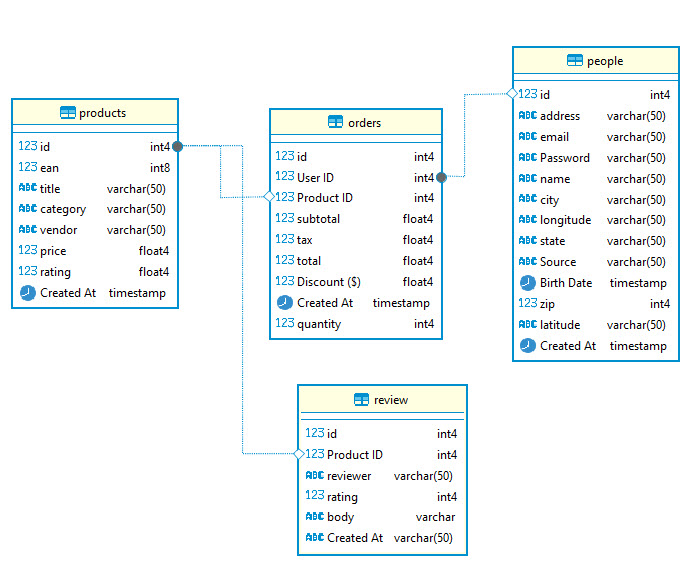 products
123 id int4
123 ean int8
ABC title varchar(50)
ABC category varchar(50)
ABC vendor varchar(50)
123 price float4
123 rating float4
Created At timestamp
orders
123 id int4
123 User ID int4
123 Product ID int4
123 subtotal float4
123 tax float4
123 total float4
123 Discount ($) float4
Created At timestamp
123 quantity int4
people
123 id int4
ABC address varchar(50)
ABC email varchar(50)
ABC Password varchar(50)
ABC name varchar(50)
ABC city varchar(50)
ABC longitude varchar(50)
ABC state varchar(50)
ABC Source varchar(50)
Birth Date timestamp
123 zip int4
ABC latitude varchar(50)
Created At timestamp
review
123 id int4
123 Product ID int4
ABC reviewer varchar(50)
123 rating int4
ABC body varchar
ABC Created At varchar(50)